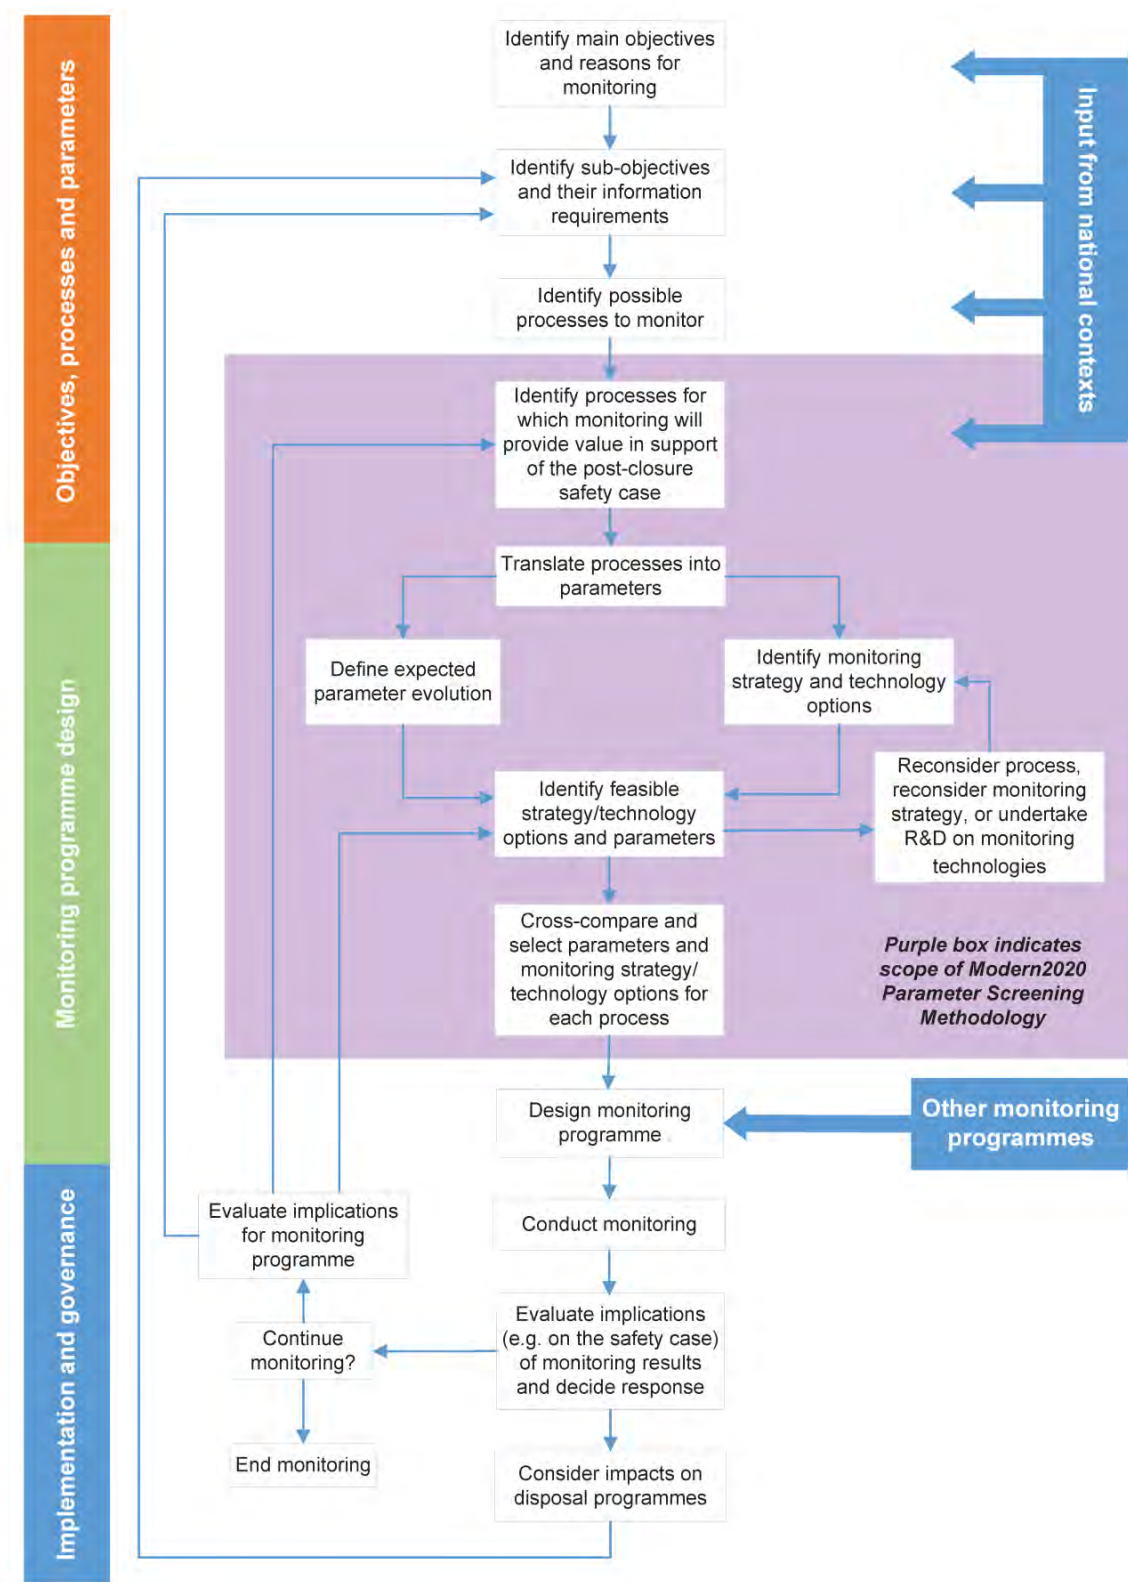 Objectives, processes and parameters
Monitoring programme design
Implementation and governance
Identify main objectives
and reasons for
monitoring
Identify sub-objectives
and their information
requirements
Identify possible
processes to monitor
Input from national contexts
Identify processes for
which monitoring will
provide value in support
of the post-closure
safety case
Translate processes into
parameters
Define expected
parameter evolution
Identify monitoring
strategy and technology
options
Identify feasible
strategy/technology
options and parameters
Reconsider process,
reconsider monitoring
strategy, or undertake
R&D on monitoring
technologies
Cross-compare and
select parameters and
monitoring strategy/
technology options for
each process
Purple box indicates
scope of Modern2020
Parameter Screening
Methodology
Design monitoring
programme
Other monitoring
programmes
Conduct monitoring
Evaluate implications
for monitoring
programme
Evaluate implications
(e.g. on the safety case)
of monitoring results
and decide response
Continue
monitoring?
End monitoring
Consider impacts on
disposal programmes